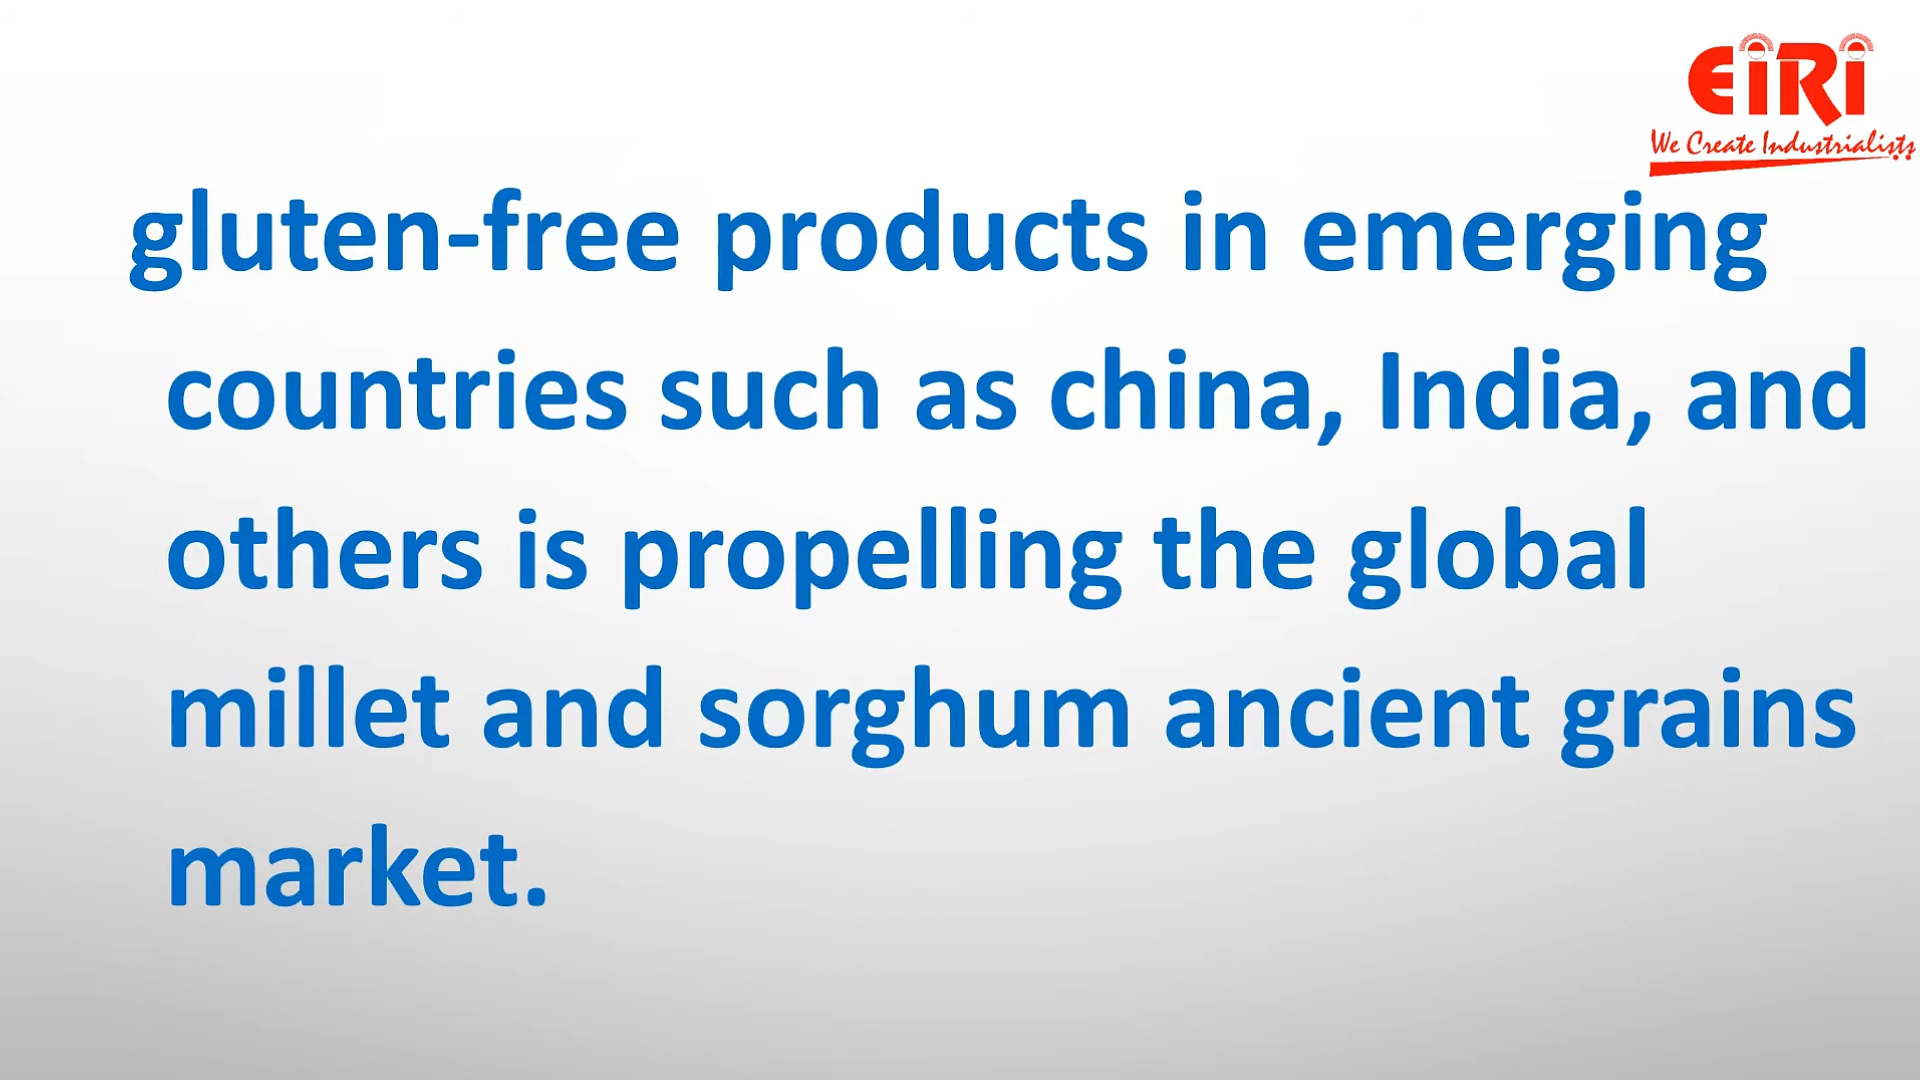 EiRi
We Create Industrialists
gluten-free products in emerging
countries such as china, India, and
others is propelling the global
millet and sorghum ancient grains
market.